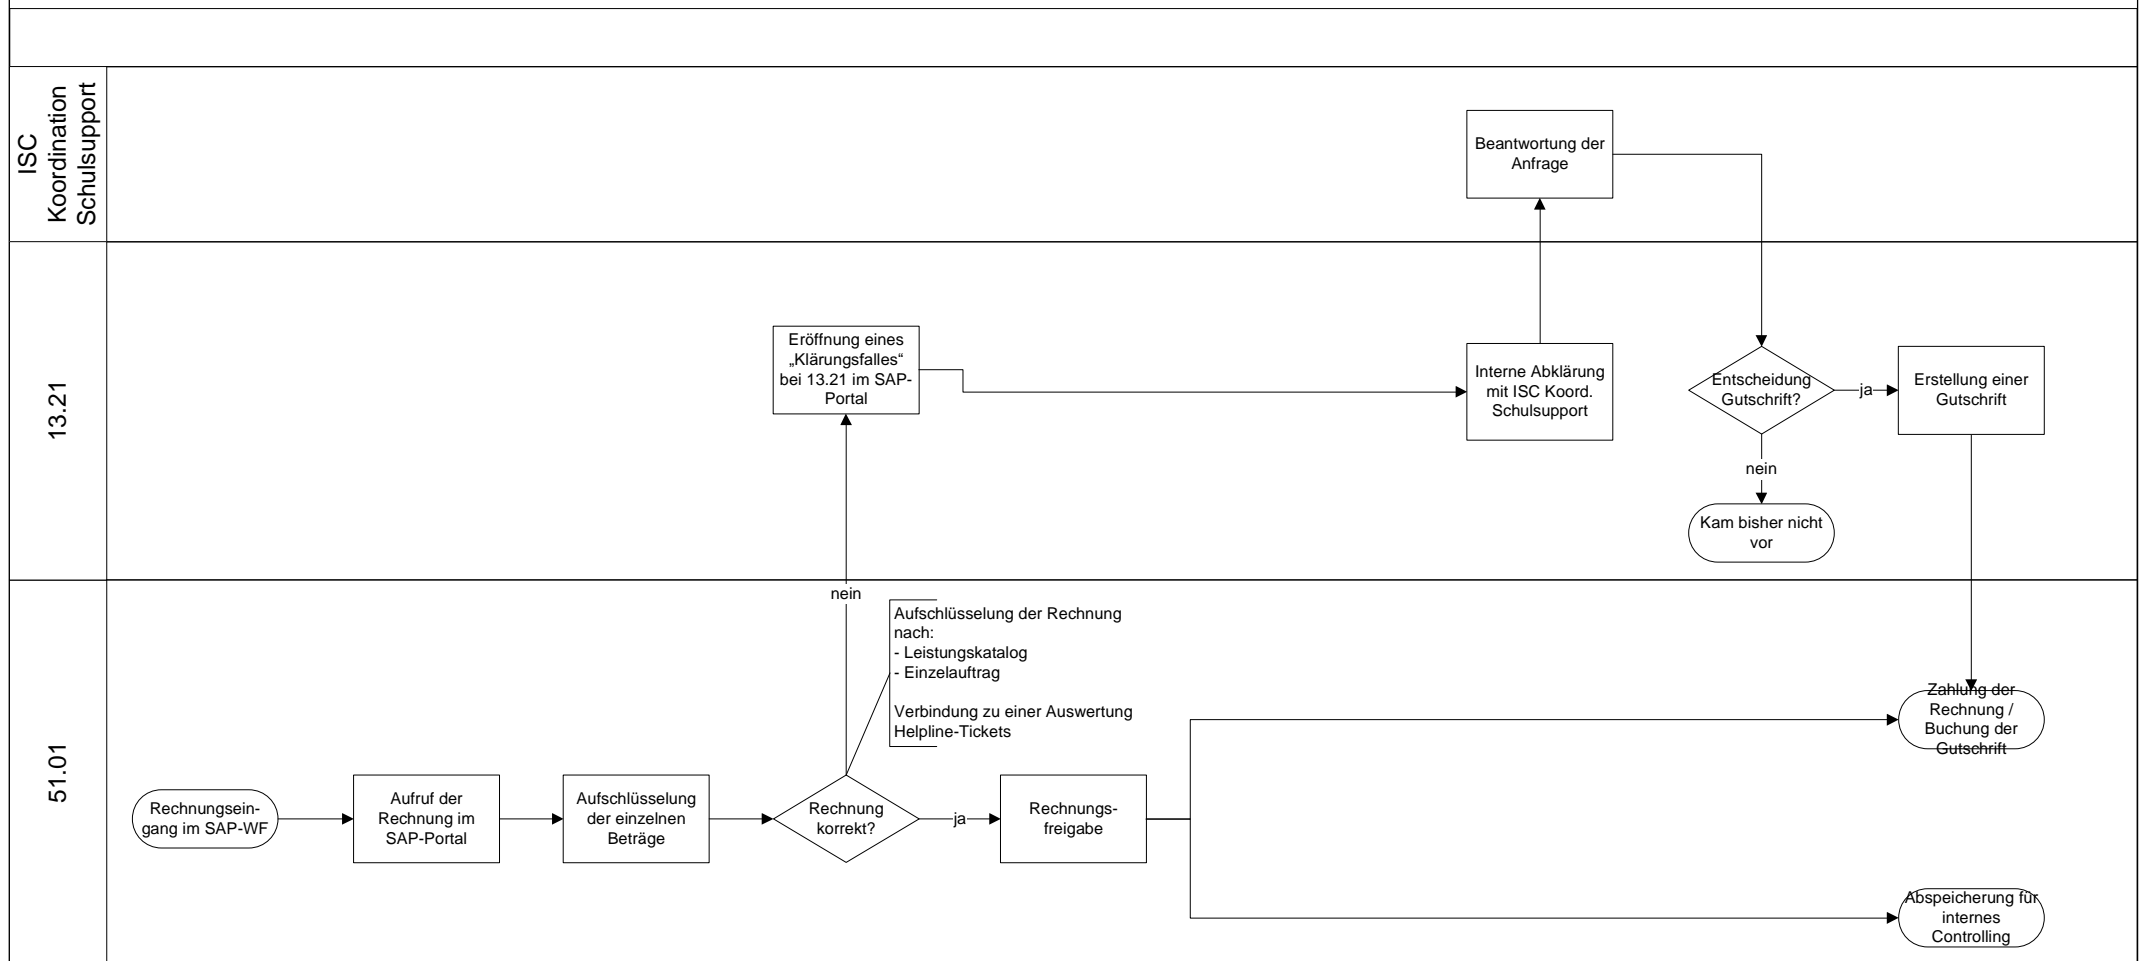 ISC
Koordination
Schulsupport
Beantwortung der
Anfrage
13.21
Eröffnung eines
„Klärungsfalles“
bei 13.21 im SAP-
Portal
Interne Abklärung
mit ISC Koord.
Schulsupport
Entscheidung
Gutschrift?
ja
Erstellung einer
Gutschrift
nein
Kam bisher nicht
vor
51.01
nein
Aufschlüsselung der Rechnung
nach:
- Leistungskatalog
- Einzelauftrag
Verbindung zu einer Auswertung
Helpline-Tickets
Zahlung der
Rechnung /
Buchung der
Gutschrift
Rechnungsein-
gang im SAP-WF
Aufruf der
Rechnung im
SAP-Portal
Aufschlüsselung
der einzelnen
Beträge
Rechnung
korrekt?
ja
Rechnungs-
freigabe
Abspeicherung für
internes
Controlling